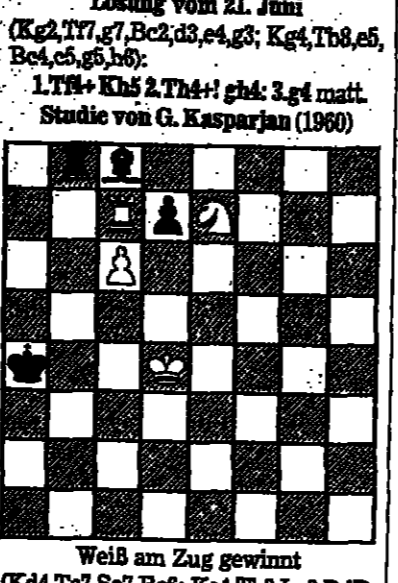 Lösung vom 21. Juni
(Kg2,Tf7,g7,Bc2,d3,e4,g3; Kg4,Tb8,e5,
Bc4,c5,g5,h6):
1.Tf4+ Kh5 2.Th4+! gh4: 3.g4 matt.
Studie von G. Kasparjan (1960)
Weiß am Zug gewinnt